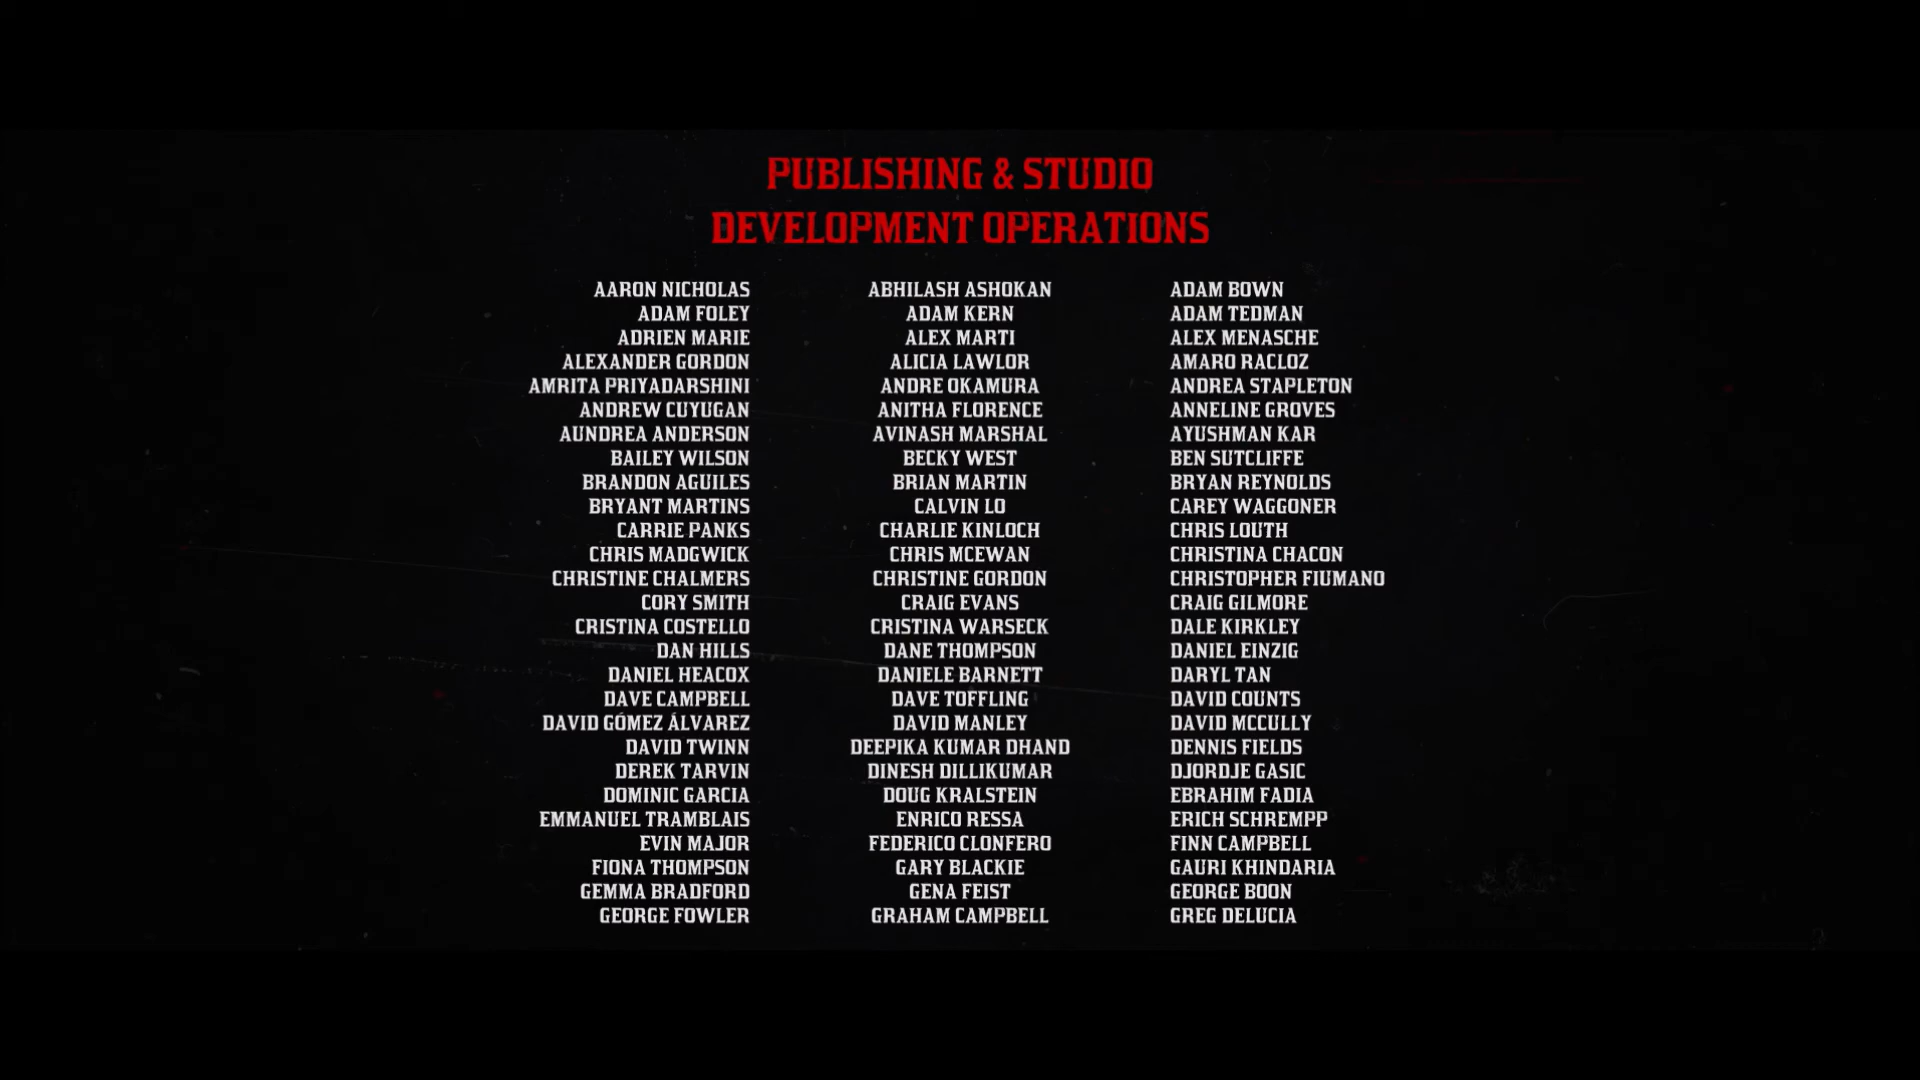 PUBLISHING & STUDIO
DEVELOPMENT OPERATIONS
AARON NICHOLAS ABHILASH ASHOKAN ADAM BOWN
ADAM FOLEY ADAM KERN ADAM TEDMAN
ADRIEN MARIE ALEX MARTI ALEX MENASCHE
ALEXANDER GORDON ALICIA LAWLOR AMARO RACLOZ
AMRITA PRIYADARSHINI ANDRE OKAMURA ANDREA STAPLETON
ANDREW CUYUGAN ANITHA FLORENCE ANNELINE GROVES
AUNDREA ANDERSON AVINASH MARSHAL AYUSHMAN KAR
BAILEY WILSON BECKY WEST BEN SUTCLIFFE
BRANDON AGUILES BRIAN MARTIN BRYAN REYNOLDS
BRYANT MARTINS CALVIN LO CAREY WAGGONER
CARRIE PANKS CHARLIE KINLOCH CHRIS LOUTH
CHRIS MADGWICK CHRIS MCEWAN CHRISTINA CHACON
CHRISTINE CHALMERS CHRISTINE GORDON CHRISTOPHER FIUMANO
CORY SMITH CRAIG EVANS CRAIG GILMORE
CRISTINA COSTELLO CRISTINA WARSECK DALE KIRKLEY
DAN HILLS DANE THOMPSON DANIEL EINZIG
DANIEL HEACOX DANIELE BARNETT DARYL TAN
DAVE CAMPBELL DAVE TOFFLING DAVID COUNTS
DAVID GÓMEZ ÁLVAREZ DAVID MANLEY DAVID MCCULLY
DAVID TWINN DEEPIKA KUMAR DHAND DENNIS FIELDS
DEREK TARVIN DINESH DILLIKUMAR DJORDJE GASIC
DOMINIC GARCIA DOUG KRALSTEIN EBRAHIM FADIA
EMMANUEL TRAMBLAIS ENRICO RESSA ERICH SCHREMPP
EVIN MAJOR FEDERICO CLONFERO FINN CAMPBELL
FIONA THOMPSON GARY BLACKIE GAURI KHINDARIA
GEMMA BRADFORD GENA FEIST GEORGE BOON
GEORGE FOWLER GRAHAM CAMPBELL GREG DELUCIA